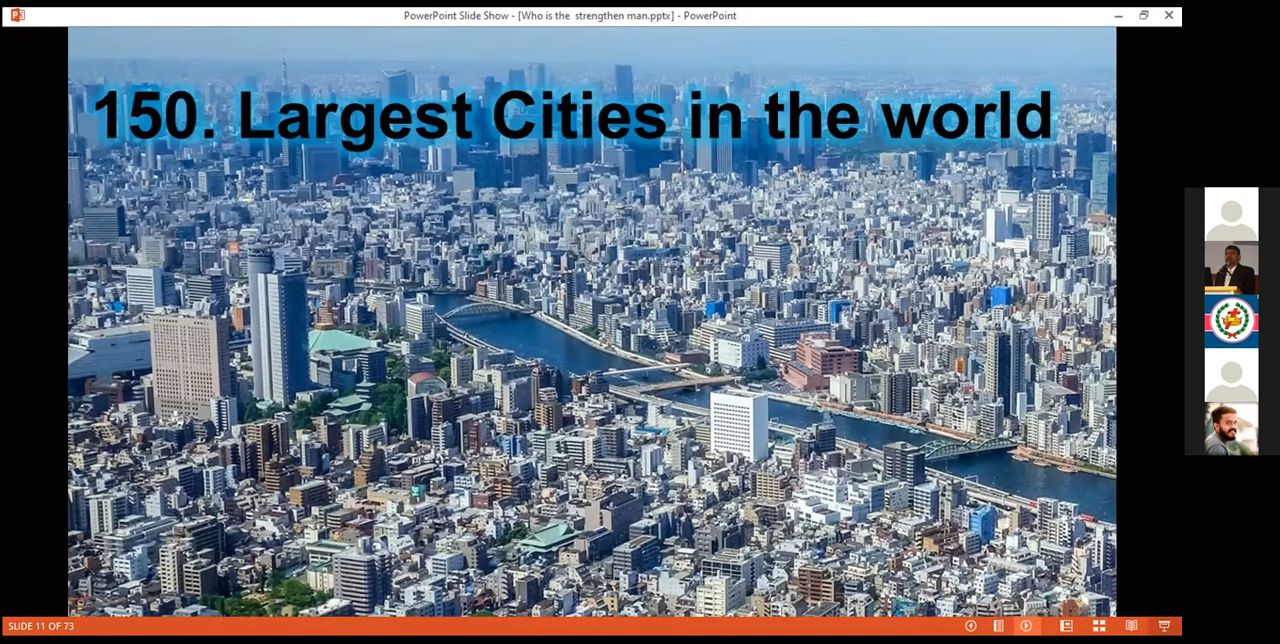 PowerPoint Slide Show - [Who is the  strengthen man.pptx] - PowerPoint
150. Largest Cities in the world
SLIDE 11 OF 73